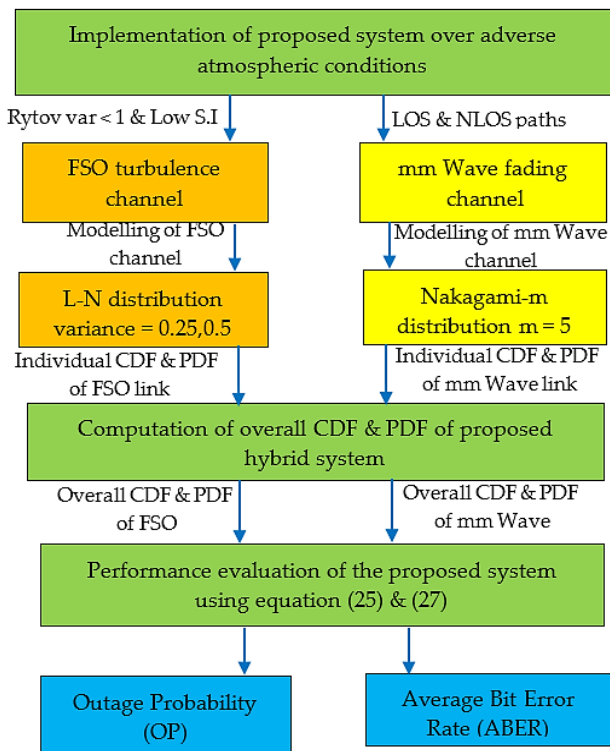 Implementation of proposed system over adverse
atmospheric conditions
Rytov var < 1 & Low S.I
LOS & NLOS paths
FSO turbulence
channel
mm Wave fading
channel
Modelling of FSO
channel
Modelling of mm Wave
channel
L-N distribution
variance = 0.25,0.5
Nakagami-m
distribution m = 5
Individual CDF & PDF
of FSO link
Individual CDF & PDF
of mm Wave link
Computation of overall CDF & PDF of proposed
hybrid system
Overall CDF & PDF
of FSO
Overall CDF & PDF
of mm Wave
Performance evaluation of the proposed system
using equation (25) & (27)
Outage Probability
(OP)
Average Bit Error
Rate (ABER)